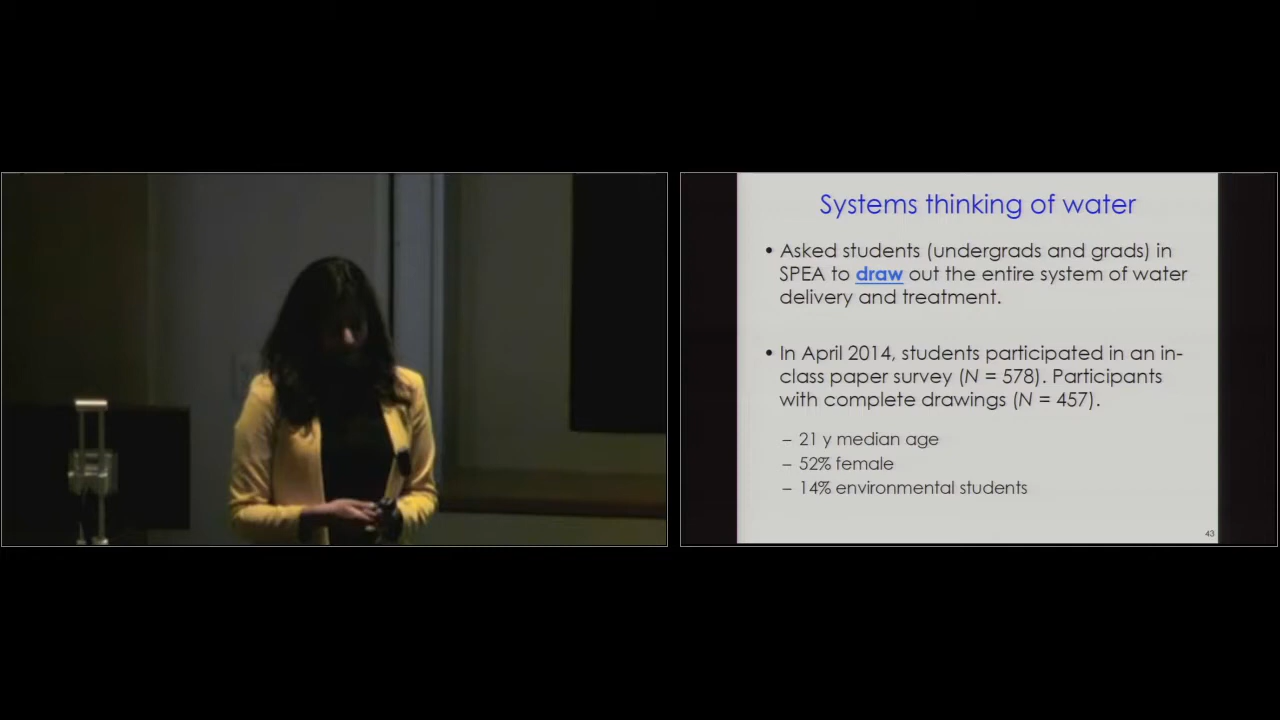 Systems thinking of water
• Asked students (undergrads and grads) in
SPEA to draw out the entire system of water
delivery and treatment.
• In April 2014, students participated in an in-
class paper survey (N = 578). Participants
with complete drawings (N = 457).
– 21 y median age
– 52% female
– 14% environmental students
43